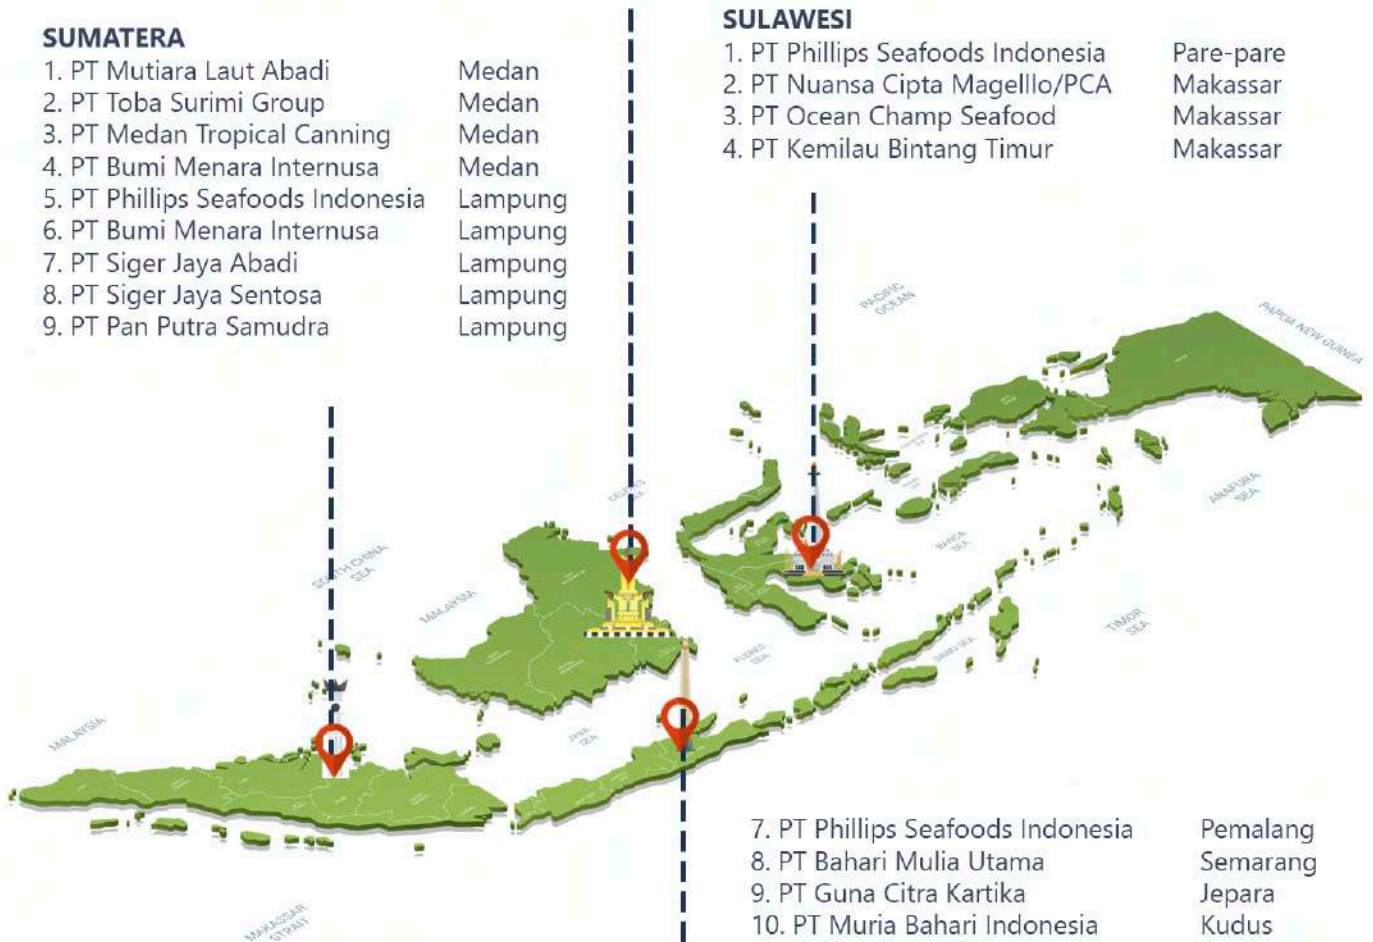 SUMATERA
1. PT Mutiara Laut Abadi Medan
2. PT Toba Surimi Group Medan
3. PT Medan Tropical Canning Medan
4. PT Bumi Menara Internusa Medan
5. PT Phillips Seafoods Indonesia Lampung
6. PT Bumi Menara Internusa Lampung
7. PT Siger Jaya Abadi Lampung
8. PT Siger Jaya Sentosa Lampung
9. PT Pan Putra Samudra Lampung
SULAWESI
1. PT Phillips Seafoods Indonesia Pare-pare
2. PT Nuansa Cipta Magelllo/PCA Makassar
3. PT Ocean Champ Seafood Makassar
4. PT Kemilau Bintang Timur Makassar
PACIFIC
OCEAN
PAPUA NEW GUINEA
ARAFURA
SEA
BANDA
SEA
SOUTH CHINA
SEA
MALAYSIA
TIMOR
SEA
FLORES
SEA
SAWU SEA
MALAYSIA
JAVA
SEA
MAKASSAR
STRAIT
7. PT Phillips Seafoods Indonesia Pemalang
8. PT Bahari Mulia Utama Semarang
9. PT Guna Citra Kartika Jepara
10. PT Muria Bahari Indonesia Kudus